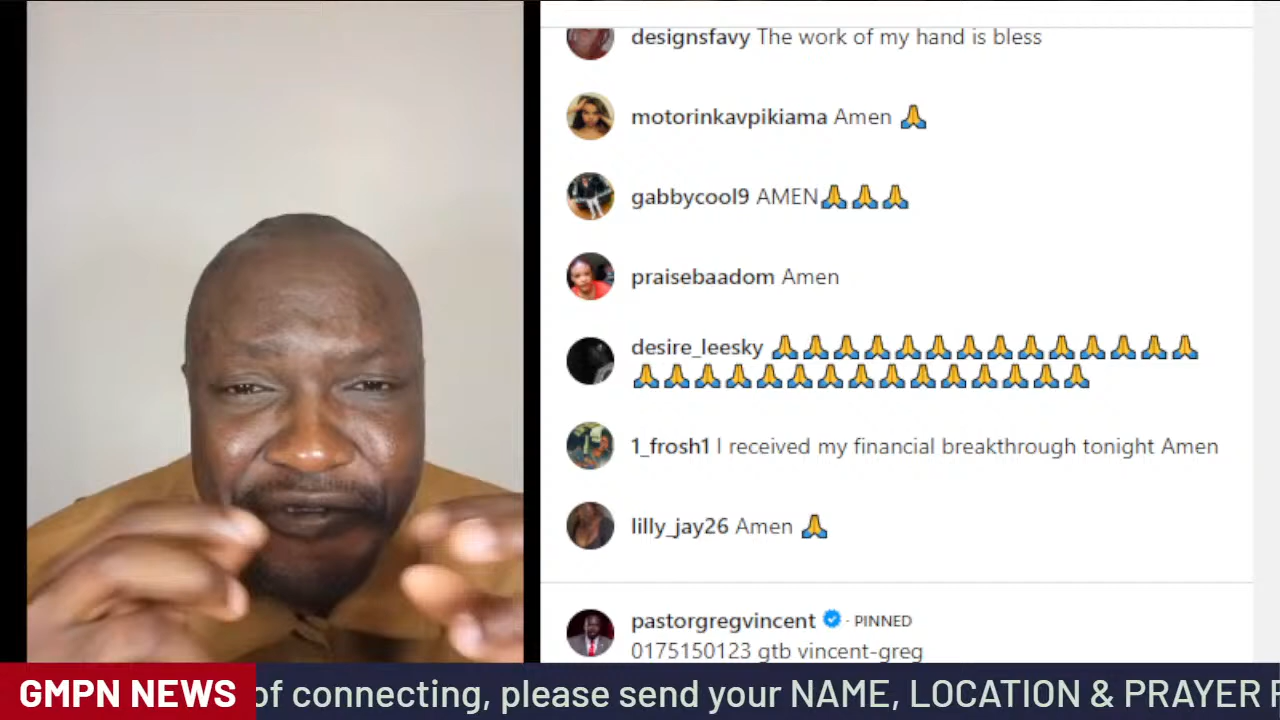 designsfavy The work of my hand is bless
motorinkavpikiama Amen 🙏
gabbycool9 AMEN🙏🙏🙏
praisebaadom Amen
desire_leesky 🙏🙏🙏🙏🙏🙏🙏🙏🙏🙏🙏🙏🙏🙏
🙏🙏🙏🙏🙏🙏🙏🙏🙏🙏🙏🙏🙏🙏🙏
1_frosh1 I received my financial breakthrough tonight Amen
lilly_jay26 Amen 🙏
pastorgregvincent · PINNED
0175150123 gtb vincent-greg
GMPN NEWS of connecting, please send your NAME, LOCATION & PRAYER